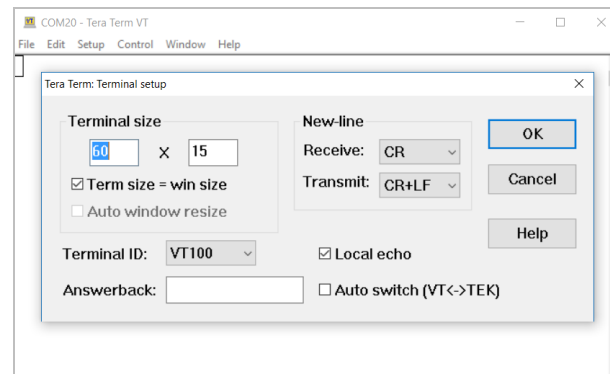 VT COM20 - Tera Term VT
File Edit Setup Control Window Help
Tera Term: Terminal setup
Terminal size
60 X 15
Term size = win size
Auto window resize
New-line
Receive: CR
Transmit: CR+LF
OK
Cancel
Help
Terminal ID: VT100
Local echo
Answerback:
Auto switch (VT<->TEK)